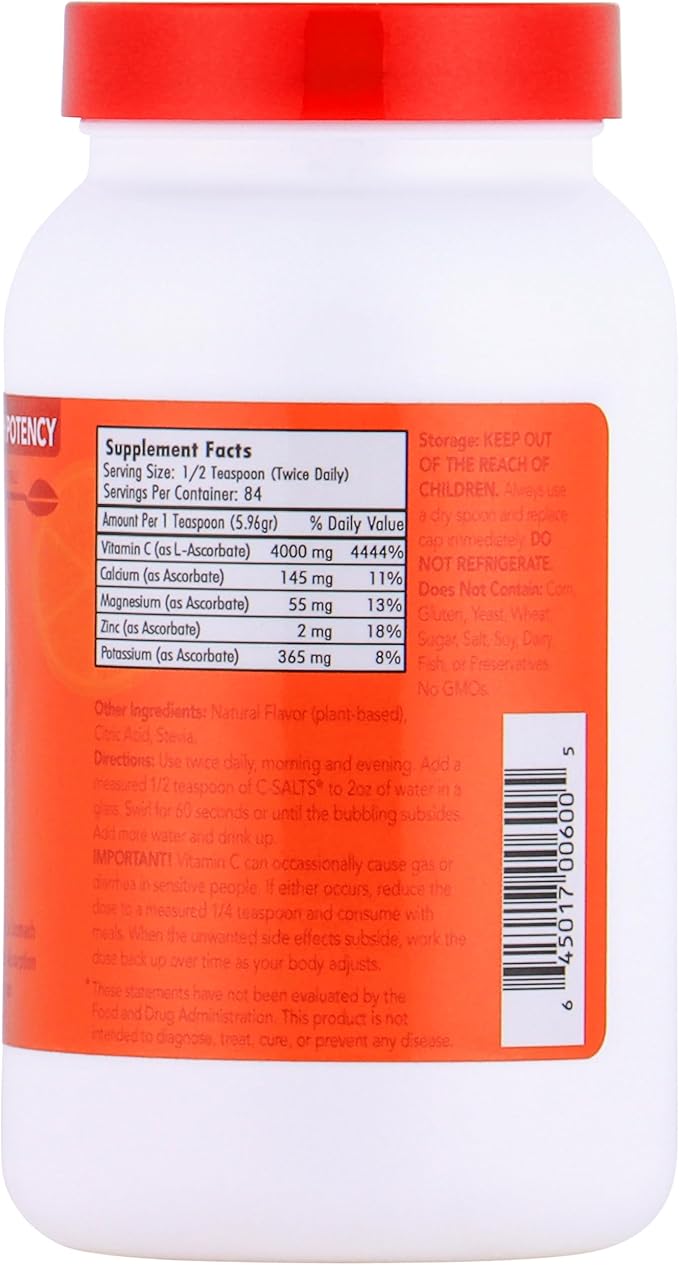 POTENCY
Supplement Facts
Serving Size: 1/2 Teaspoon (Twice Daily)
Servings Per Container: 84
Amount Per 1 Teaspoon (5.96gr) % Daily Value
Vitamin C (as L-Ascorbate) 4000 mg 4444%
Calcium (as Ascorbate) 145 mg 11%
Magnesium (as Ascorbate) 55 mg 13%
Zinc (as Ascorbate) 2 mg 18%
Potassium (as Ascorbate) 365 mg 8%
Other Ingredients: Natural Flavor (plant-based),
Citric Acid, Stevia.
Directions: Use twice daily, morning and evening. Add a
measured 1/2 teaspoon of C-SALTS® to 2oz of water in a
glass. Swirl for 60 seconds or until the bubbling subsides.
Add more water and drink up.
IMPORTANT! Vitamin C can occassionally cause gas or
diarrhea in sensitive people. If either occurs, reduce the
dose to a measured 1/4 teaspoon and consume with
meals. When the unwanted side effects subside, work the
dose back up over time as your body adjusts.
*These statements have not been evaluated by the
Food and Drug Administration. This product is not
intended to diagnose, treat, cure, or prevent any disease.
Storage: KEEP OUT
OF THE REACH OF
CHILDREN. Always use
a dry spoon and replace
cap immediately. DO
NOT REFRIGERATE.
Does Not Contain: Corn,
Gluten, Yeast, Wheat,
Sugar, Salt, Soy, Dairy,
Fish, or Preservatives.
No GMOs.
6 45017 00600 5